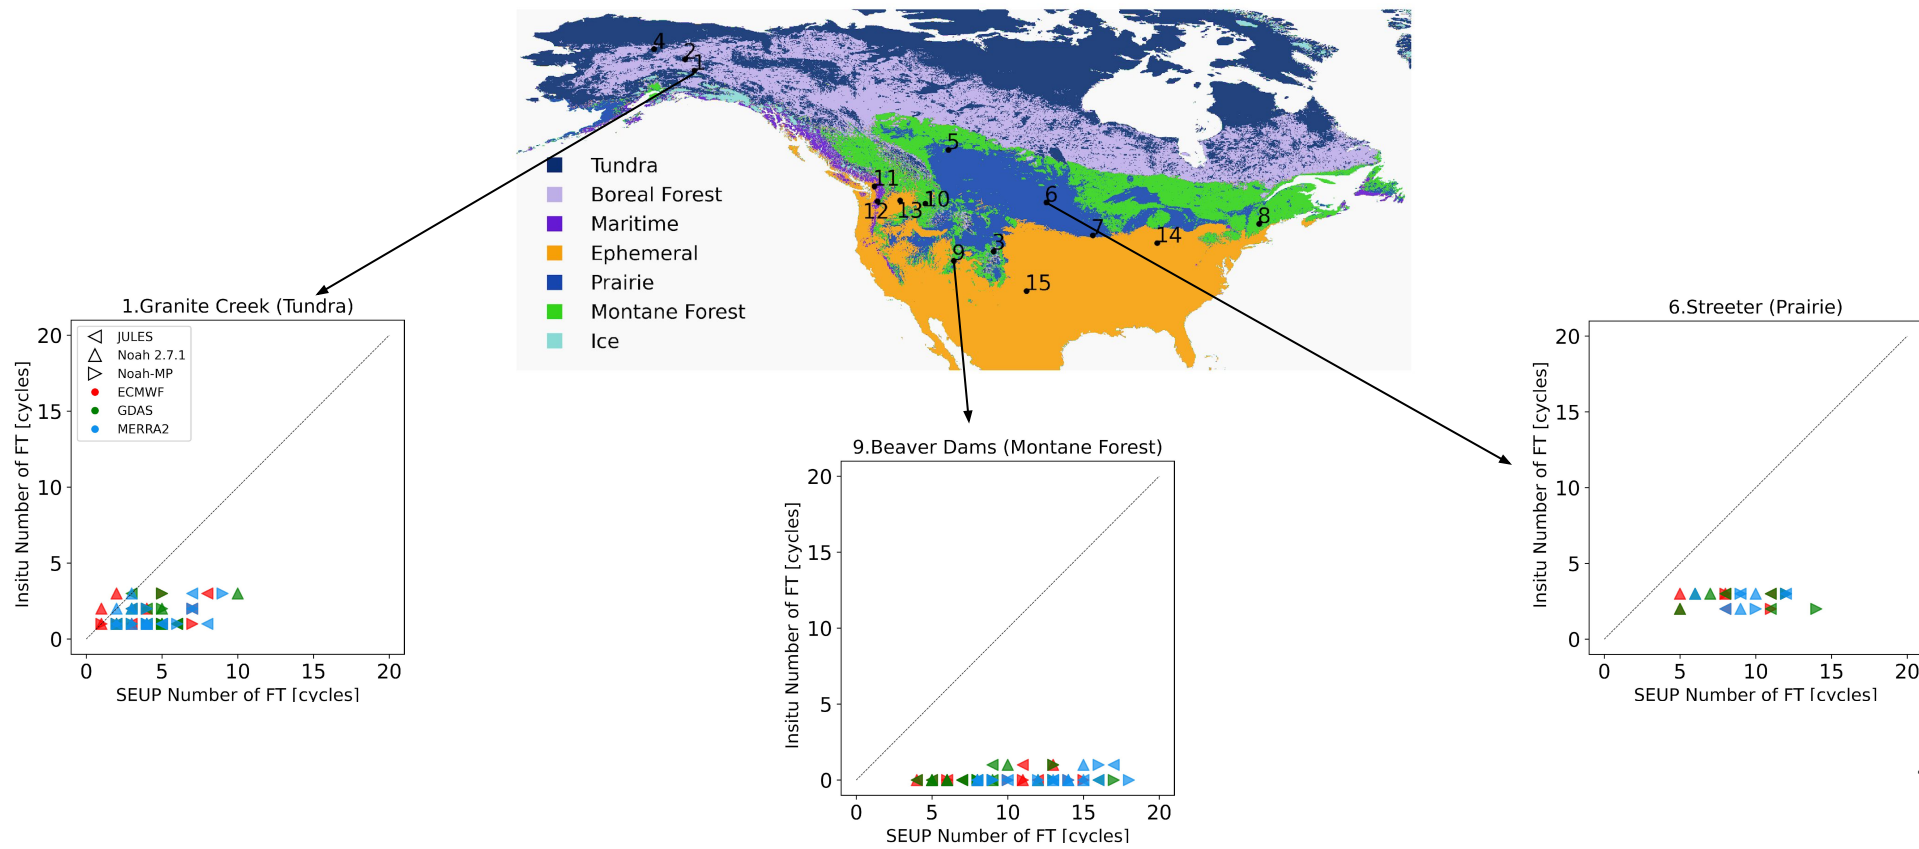 4
2
1
5
11
6
12
13
10
8
7
14
3
9
15
Tundra
Boreal Forest
Maritime
Ephemeral
Prairie
Montane Forest
Ice
1.Granite Creek (Tundra)
JULES
Noah 2.7.1
Noah-MP
ECMWF
GDAS
MERRA2
20
15
10
5
0
Insitu Number of FT [cycles]
0 5 10 15 20
SEUP Number of FT [cycles]
9.Beaver Dams (Montane Forest)
20
15
10
5
0
Insitu Number of FT [cycles]
0 5 10 15 20
SEUP Number of FT [cycles]
6.Streeter (Prairie)
20
15
10
5
0
Insitu Number of FT [cycles]
0 5 10 15 20
SEUP Number of FT [cycles]